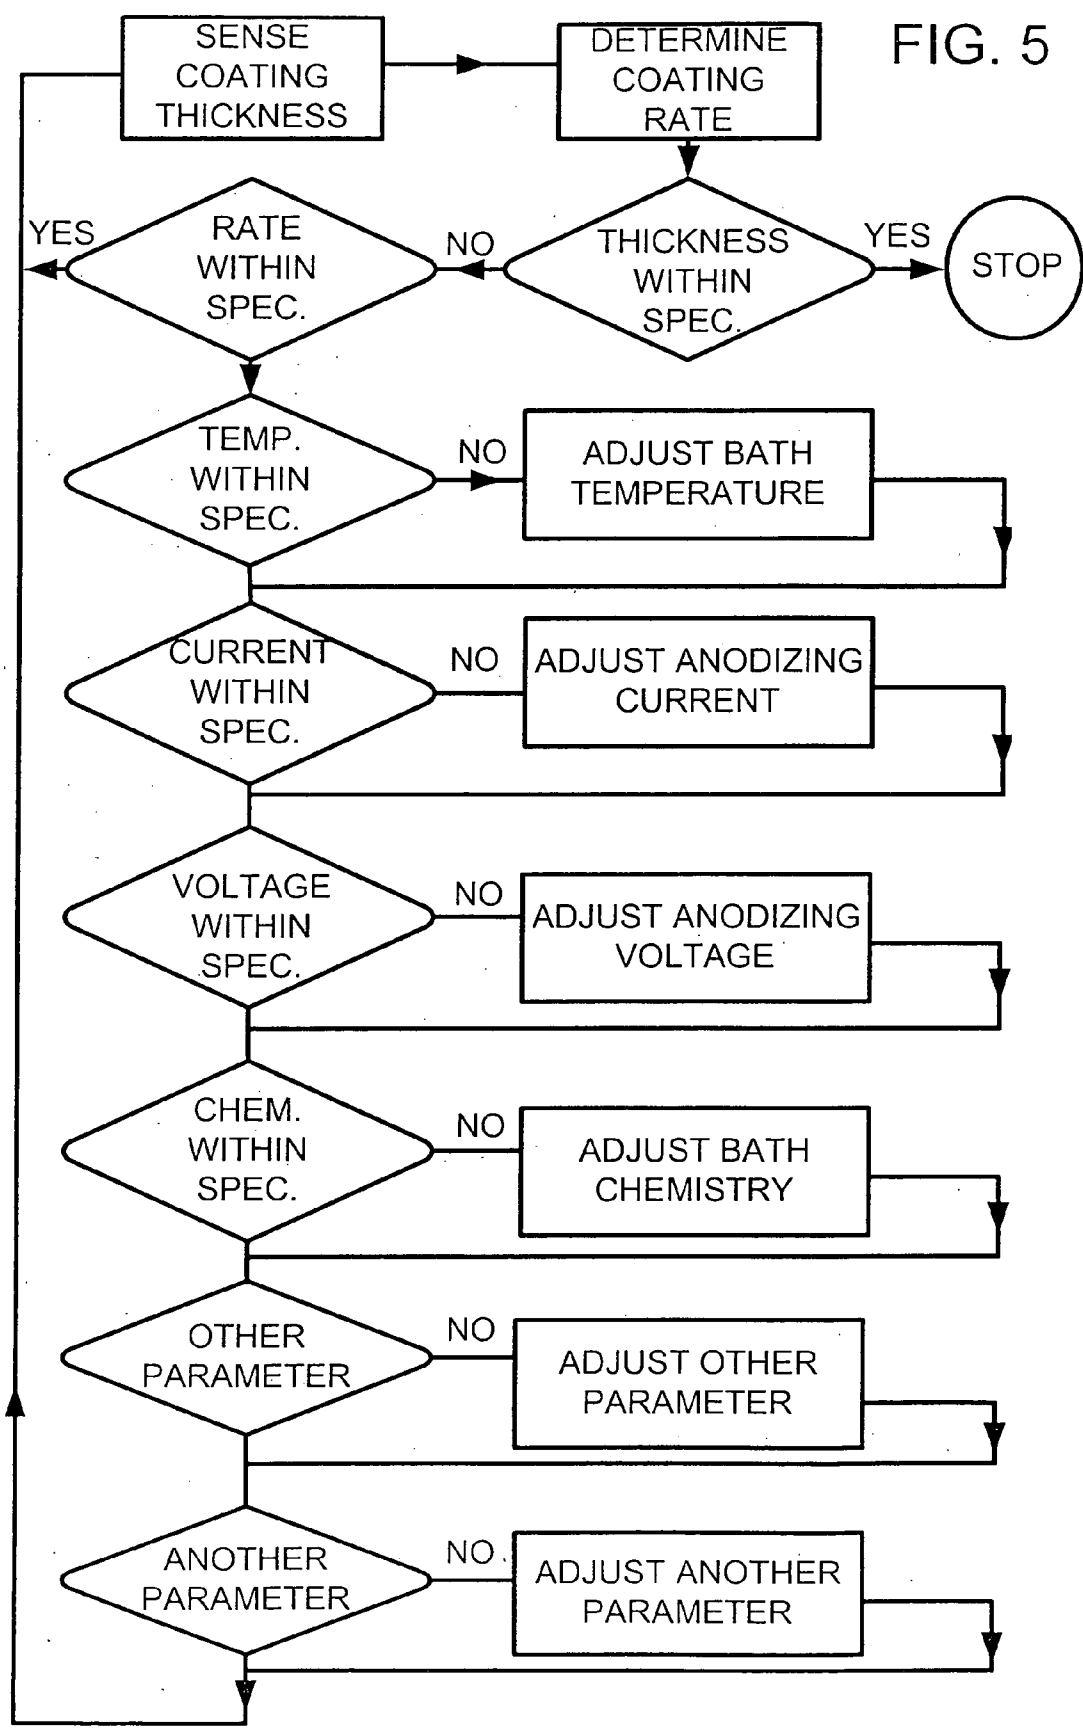 FIG. 5
SENSE
COATING
THICKNESS
DETERMINE
COATING
RATE
YES
RATE
WITHIN
SPEC.
NO
THICKNESS
WITHIN
SPEC.
YES
STOP
TEMP.
WITHIN
SPEC.
NO
ADJUST BATH
TEMPERATURE
CURRENT
WITHIN
SPEC.
NO
ADJUST ANODIZING
CURRENT
VOLTAGE
WITHIN
SPEC.
NO
ADJUST ANODIZING
VOLTAGE
CHEM.
WITHIN
SPEC.
NO
ADJUST BATH
CHEMISTRY
OTHER
PARAMETER
NO
ADJUST OTHER
PARAMETER
ANOTHER
PARAMETER
NO
ADJUST ANOTHER
PARAMETER